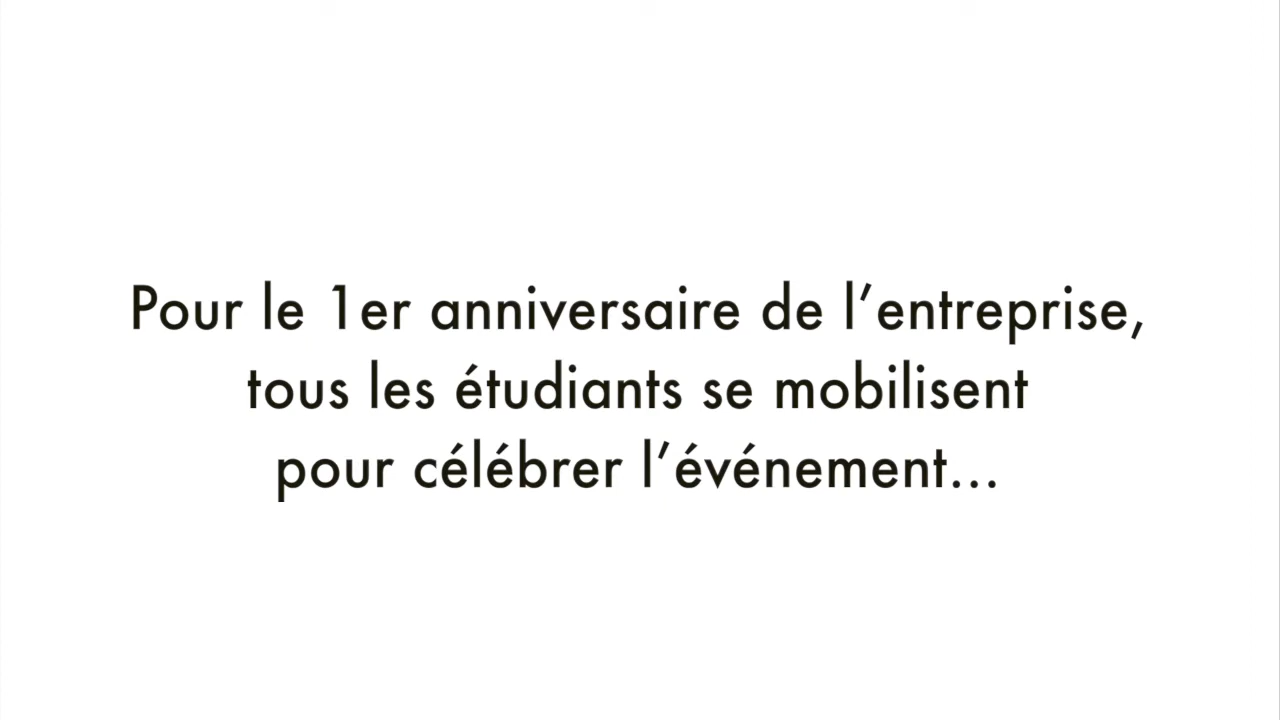 Pour le 1er anniversaire de l’entreprise,
tous les étudiants se mobilisent
pour célébrer l’événement...